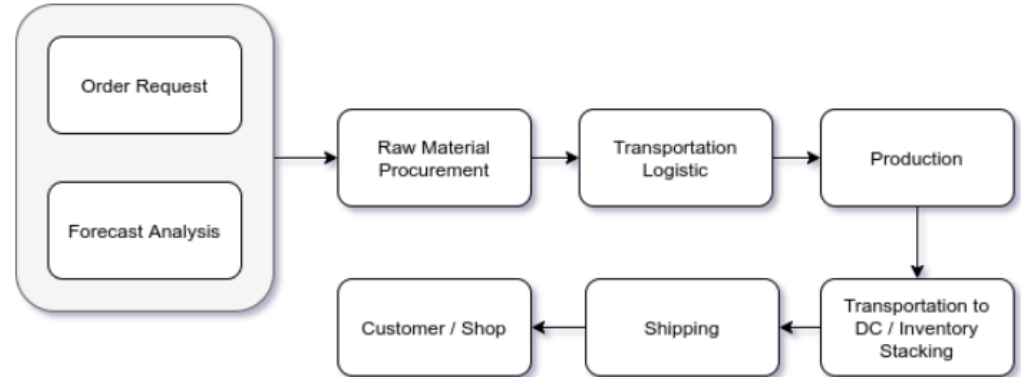 Order Request
Forecast Analysis
Raw Material
Procurement
Transportation
Logistic
Production
Transportation to
DC / Inventory
Stacking
Shipping
Customer / Shop